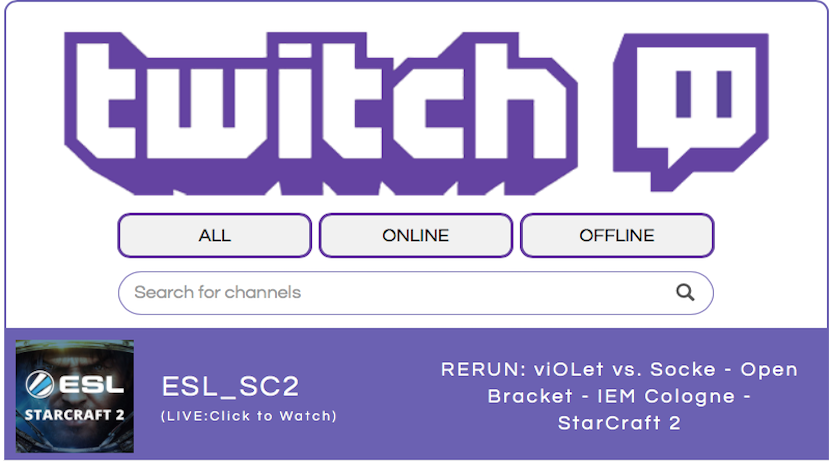 twitch
ALL
ONLINE
OFFLINE
Search for channels
ESL
STARCRAFT 2
ESL_SC2
(LIVE:Click to Watch)
RERUN: viOLet vs. Socke - Open
Bracket - IEM Cologne -
StarCraft 2